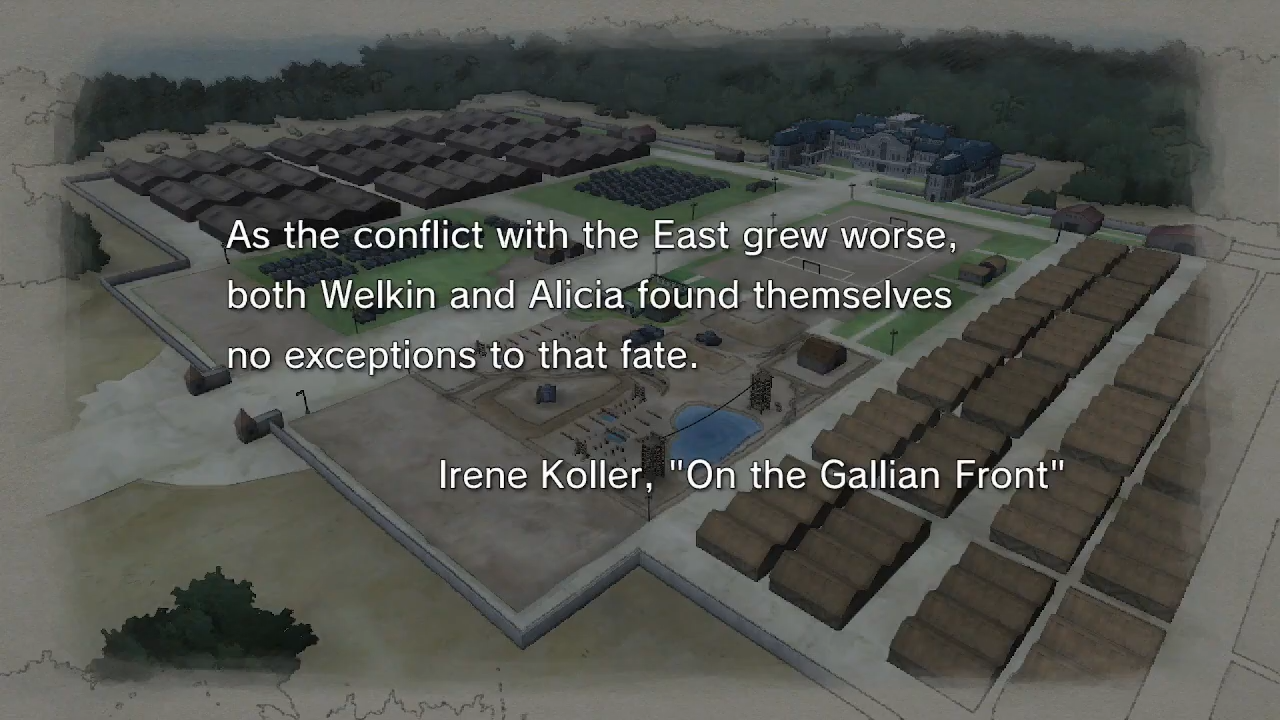 As the conflict with the East grew worse,
both Welkin and Alicia found themselves
no exceptions to that fate.
Irene Koller, "On the Gallian Front"